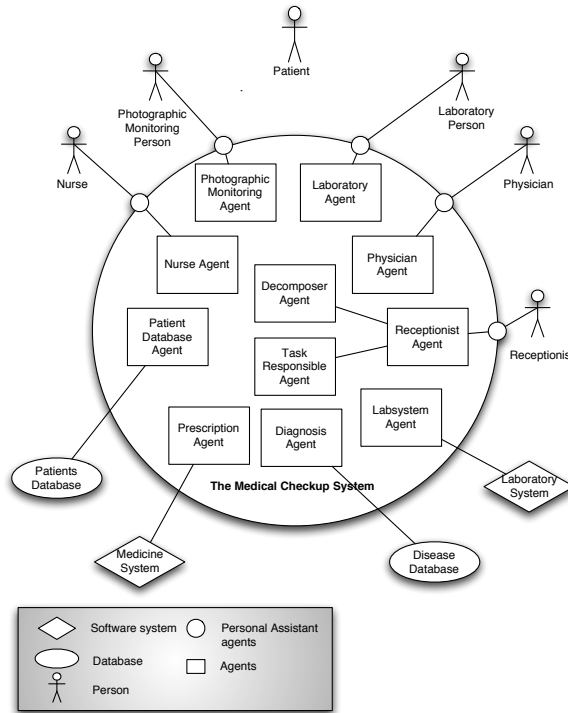 Patient
Photographic
Monitoring
Person
Laboratory
Person
Nurse
Physician
Photographic
Monitoring
Agent
Laboratory
Agent
Nurse Agent
Physician
Agent
Decomposer
Agent
Patient
Database
Agent
Receptionist
Agent
Task
Responsible
Agent
Receptionist
Prescription
Agent
Diagnosis
Agent
Labsystem
Agent
Patients
Database
The Medical Checkup System
Laboratory
System
Medicine
System
Disease
Database
Software system
Personal Assistant
agents
Database
Agents
Person